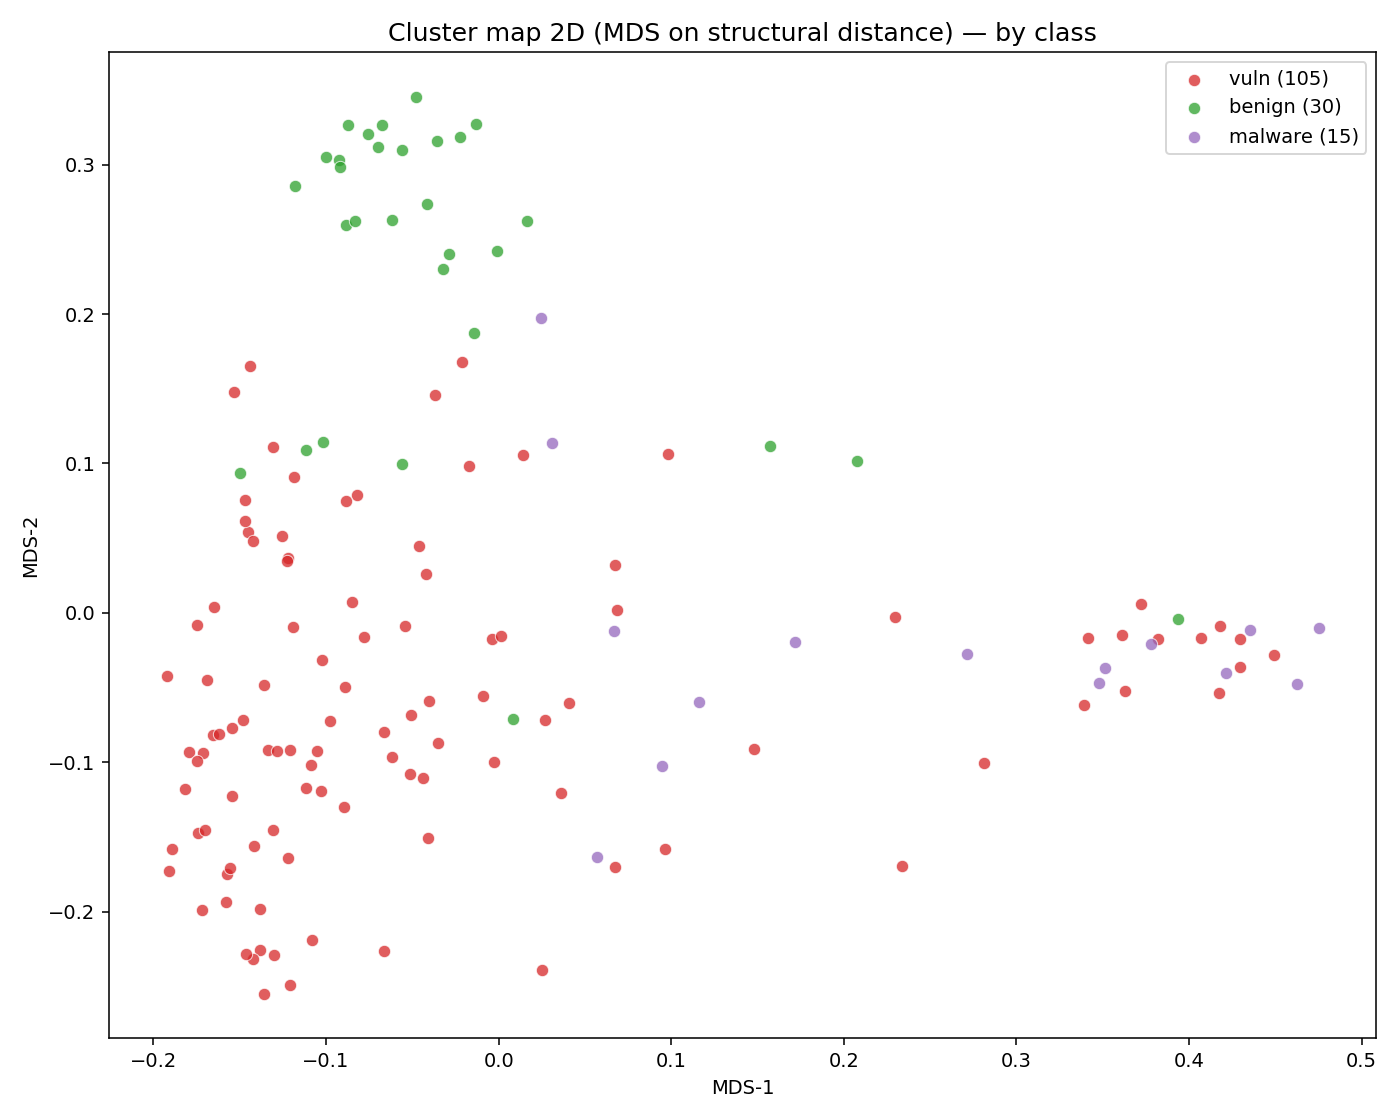 Cluster map 2D (MDS on structural distance) — by class
vuln (105)
benign (30)
malware (15)
MDS-2
0.3
0.2
0.1
0.0
−0.1
−0.2
−0.2
−0.1
0.0
0.1
0.2
0.3
0.4
0.5
MDS-1